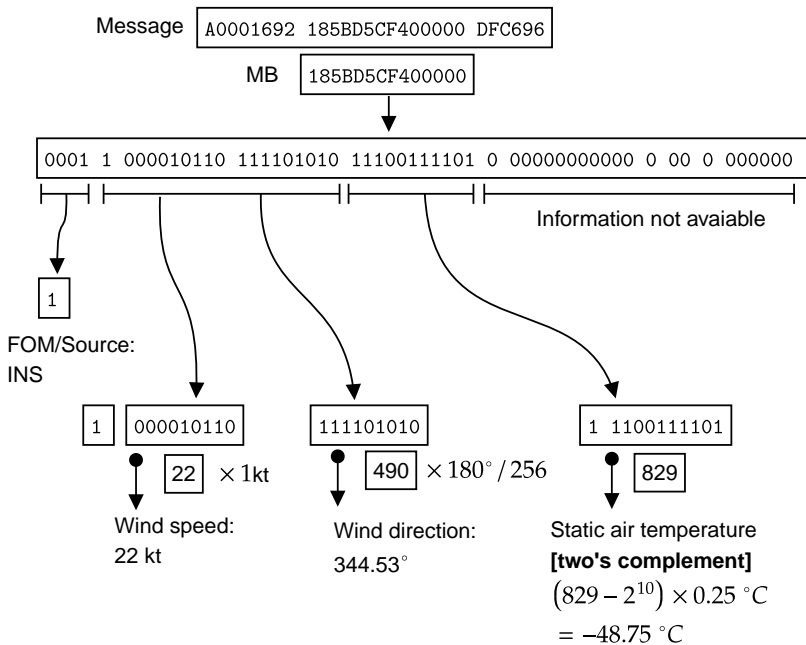 Message A0001692 185BD5CF400000 DFC696
MB 185BD5CF400000
0001 1 000010110 111101010 11100111101 0 00000000000 0 00 0 000000
Information not avaiable
1
FOM/Source:
INS
1 000010110 111101010 1 1100111101
22 × 1kt 490 × 180° / 256 829
Wind speed: Wind direction: Static air temperature
22 kt 344.53° [two's complement]
(829 − 2^10) × 0.25 °C
= −48.75 °C